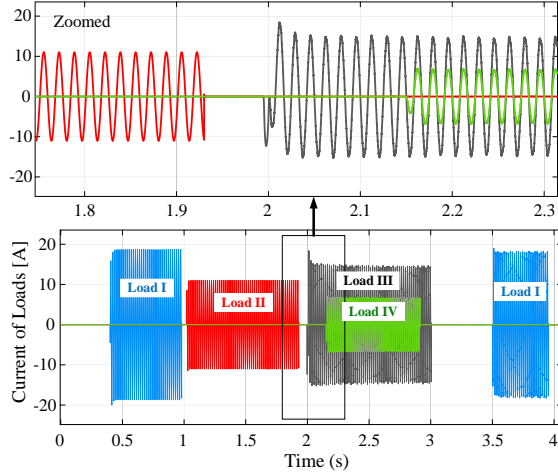 Zoomed
20
10
0
-10
-20
1.8 1.9 2 2.1 2.2 2.3
Current of Loads [A]
20
10
0
-10
-20
Load I
Load II
Load III
Load IV
Load I
0 0.5 1 1.5 2 2.5 3 3.5 4
Time (s)